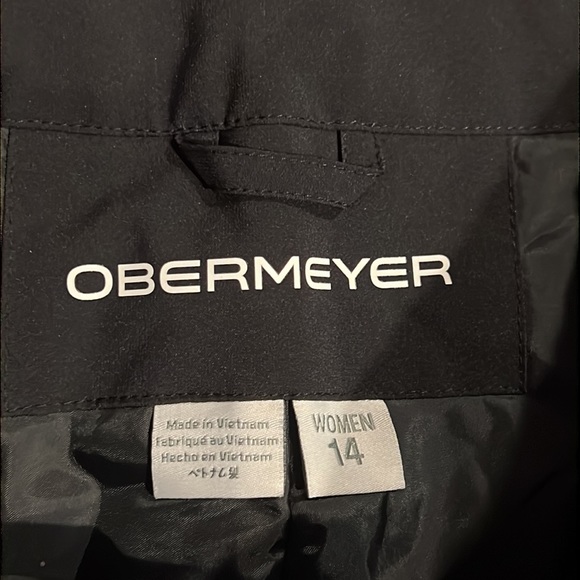 OBERMEYER
Made in Vietnam
Fabriqué au Vietnam
Hecho en Vietnam
ベトナム製
WOMEN
14